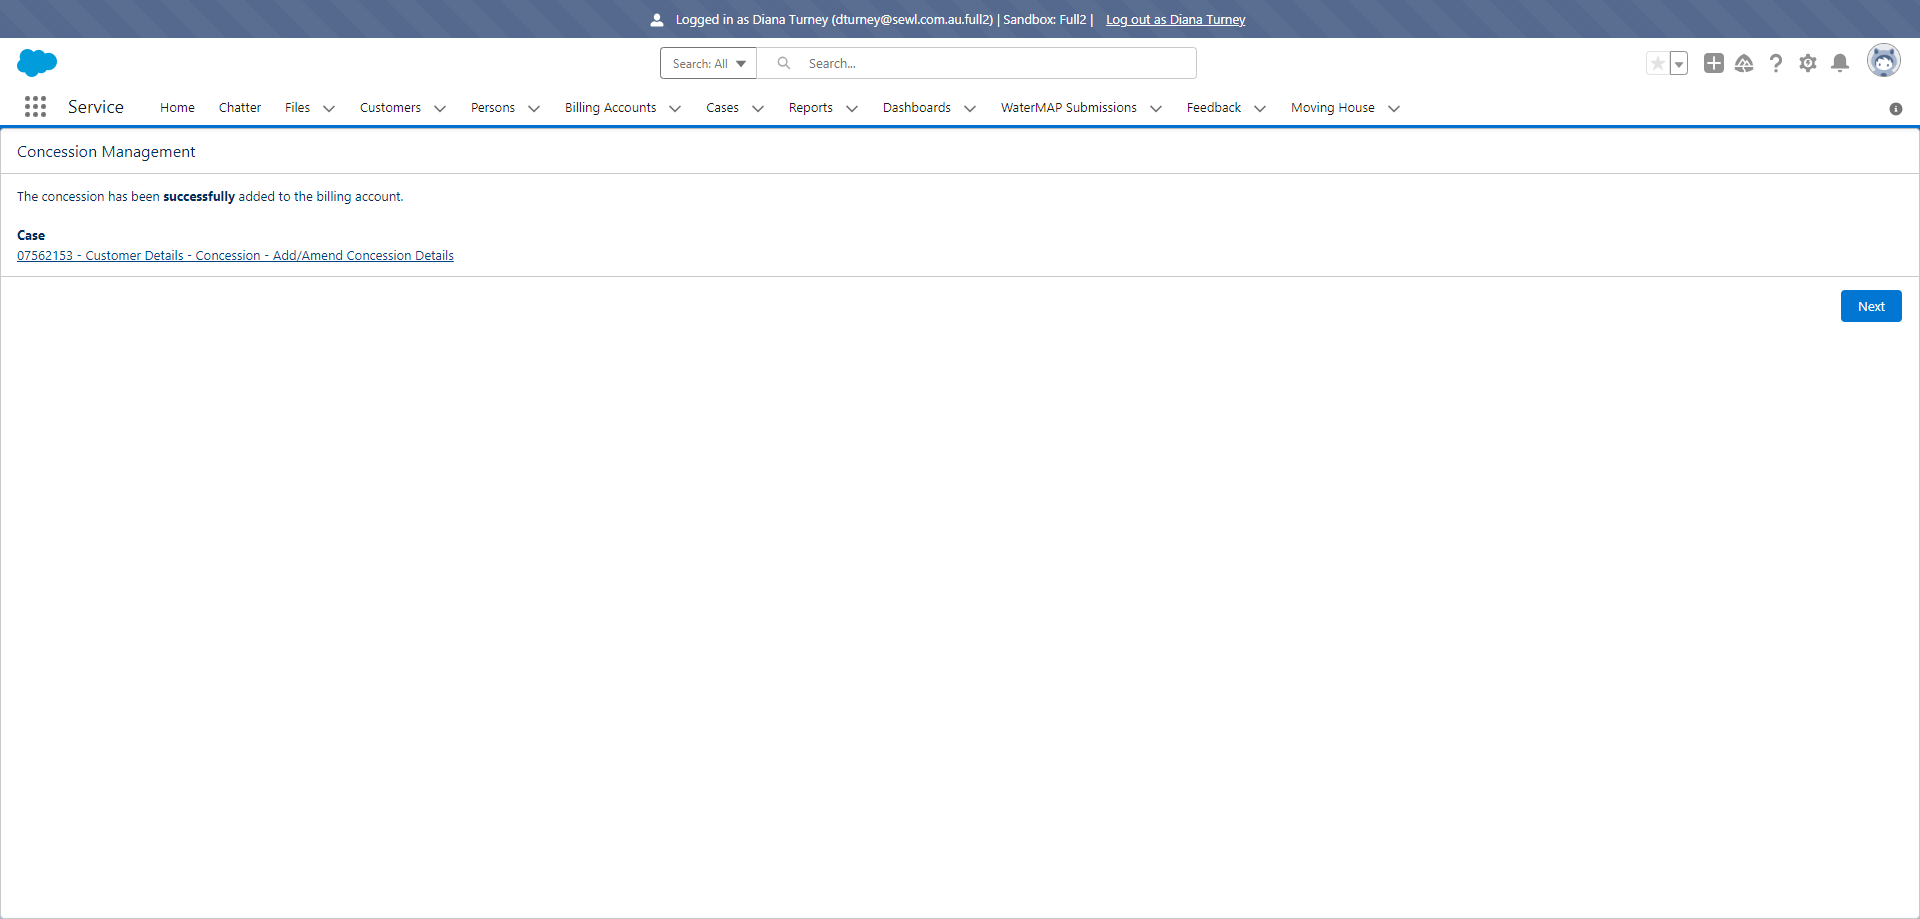 Logged in as Diana Turney (dturney@sewl.com.au.full2) | Sandbox: Full2 | Log out as Diana Turney
Search: All Search...
Service Home Chatter Files Customers Persons Billing Accounts Cases Reports Dashboards WaterMAP Submissions Feedback Moving House
Concession Management
The concession has been successfully added to the billing account.
Case
07562153 - Customer Details - Concession - Add/Amend Concession Details
Next